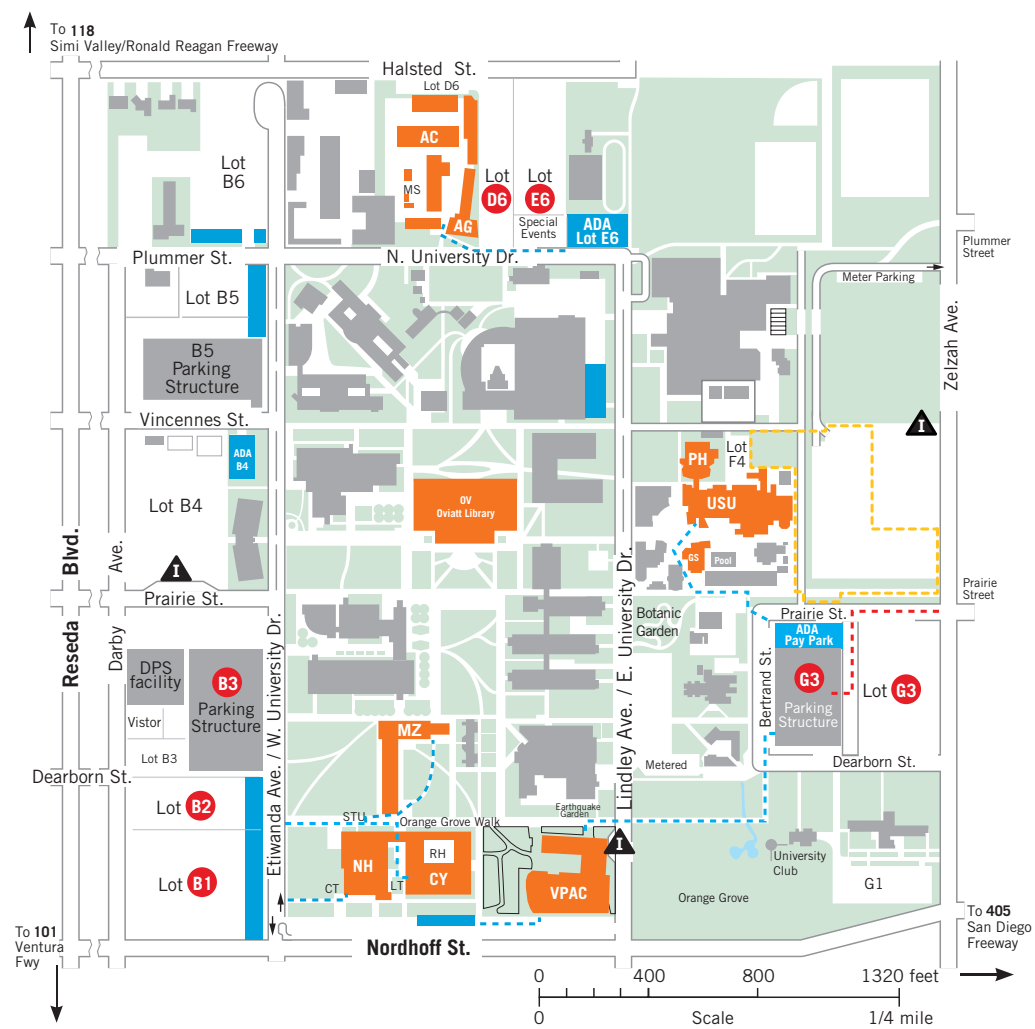 To 118
Simi Valley/Ronald Reagan Freeway
Halsted St.
Lot D6
AC
Lot
B6
MS
Lot
D6
Lot
E6
AG
Special
Events
ADA
Lot E6
Plummer St.
N. University Dr.
Plummer
Street
Meter Parking
Lot B5
B5
Parking
Structure
Zelzah Ave.
Vincennes St.
I
ADA
B4
PH
Lot
F4
OV
Oviatt Library
USU
Lot B4
GS
Pool
I
Reseda Blvd.
Darby Ave.
Prairie St.
Prairie
Street
Etiwanda Ave. / W. University Dr.
Lindley Ave. / E. University Dr.
Botanic
Garden
Prairie St.
ADA
Pay Park
DPS
facility
B3
Parking
Structure
Bertrand St.
G3
Parking
Structure
Lot G3
Vistor
Lot B3
MZ
Metered
Dearborn St.
Dearborn St.
Lot B2
STU
Orange Grove Walk
Earthquake
Garden
I
RH
NH
CY
CT
LT
VPAC
Lot B1
University
Club
G1
Orange Grove
To 101
Ventura
Fwy
Nordhoff St.
To 405
San Diego
Freeway
0 400 800 1320 feet
0 Scale 1/4 mile